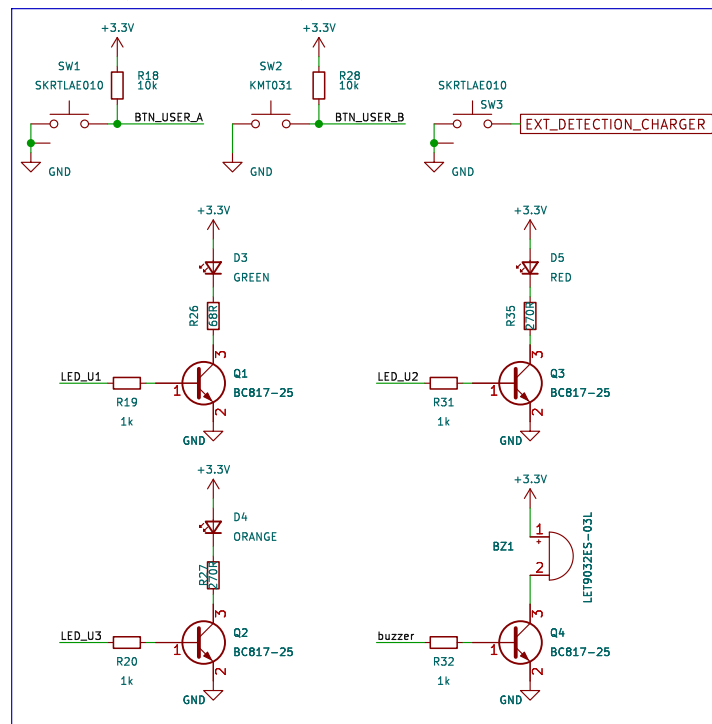 +3.3V
+3.3V
SW1
SKRTLAE010
R18
10k
SW2
KMT031
R28
10k
SKRTLAE010
SW3
BTN_USER_A
BTN_USER_B
EXT_DETECTION_CHARGER
GND
GND
GND
+3.3V
+3.3V
D3
GREEN
D5
RED
R26
68R
R35
270R
3
3
LED_U1
Q1
BC817-25
LED_U2
Q3
BC817-25
1
1
R19
1k
2
R31
1k
2
GND
GND
+3.3V
+3.3V
D4
ORANGE
BZ1
1
+
2
LET9032ES-03L
R27
270R
3
3
LED_U3
Q2
BC817-25
buzzer
Q4
BC817-25
1
1
R20
1k
2
R32
1k
2
GND
GND